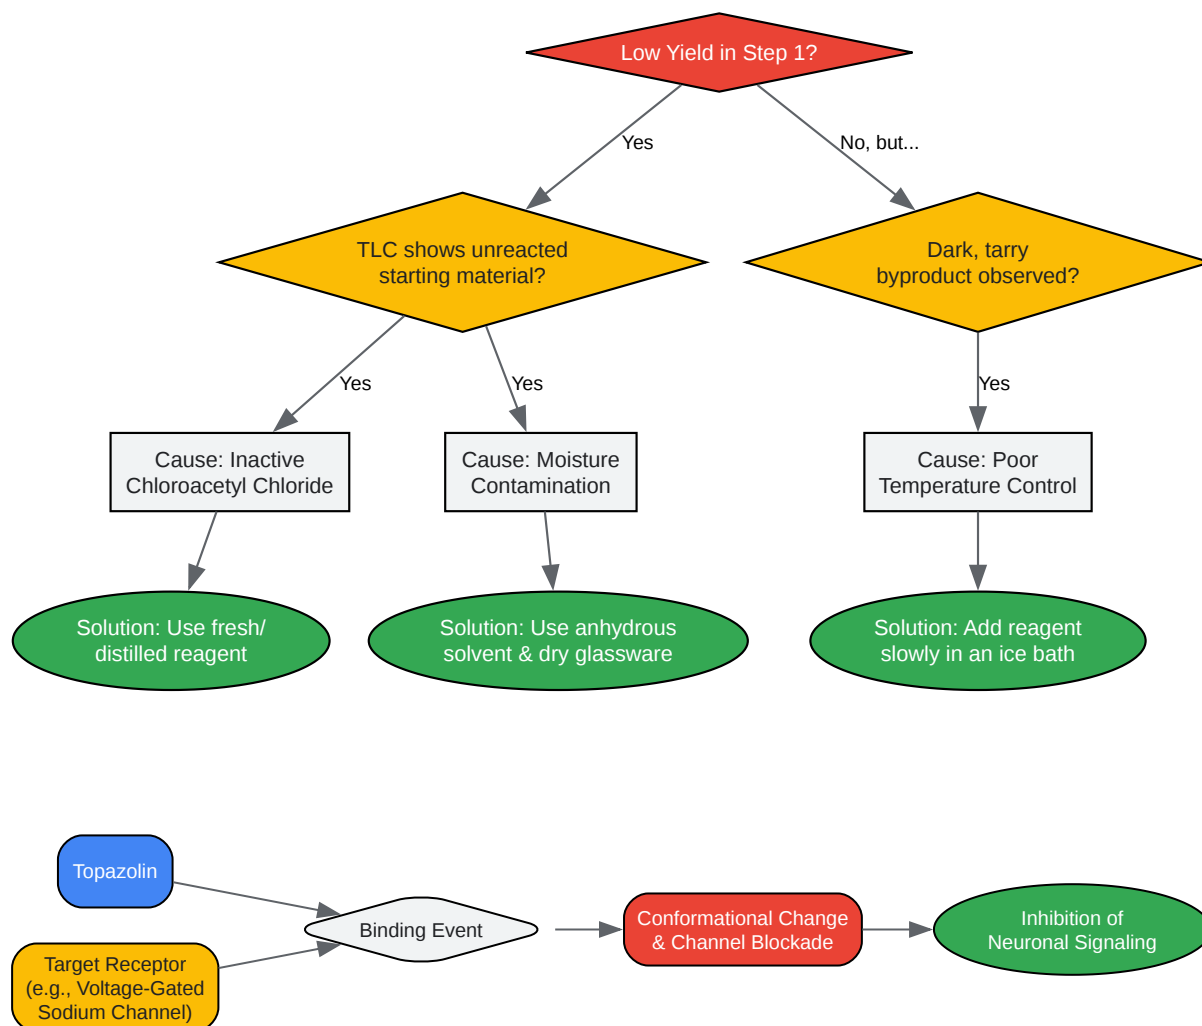 Low Yield in Step 1?
Yes
No, but...
TLC shows unreacted
starting material?
Dark, tarry
byproduct observed?
Yes
Yes
Yes
Cause: Inactive
Chloroacetyl Chloride
Cause: Moisture
Contamination
Cause: Poor
Temperature Control
Solution: Use fresh/
distilled reagent
Solution: Use anhydrous
solvent & dry glassware
Solution: Add reagent
slowly in an ice bath
Topazolin
Target Receptor
(e.g., Voltage-Gated
Sodium Channel)
Binding Event
Conformational Change
& Channel Blockade
Inhibition of
Neuronal Signaling